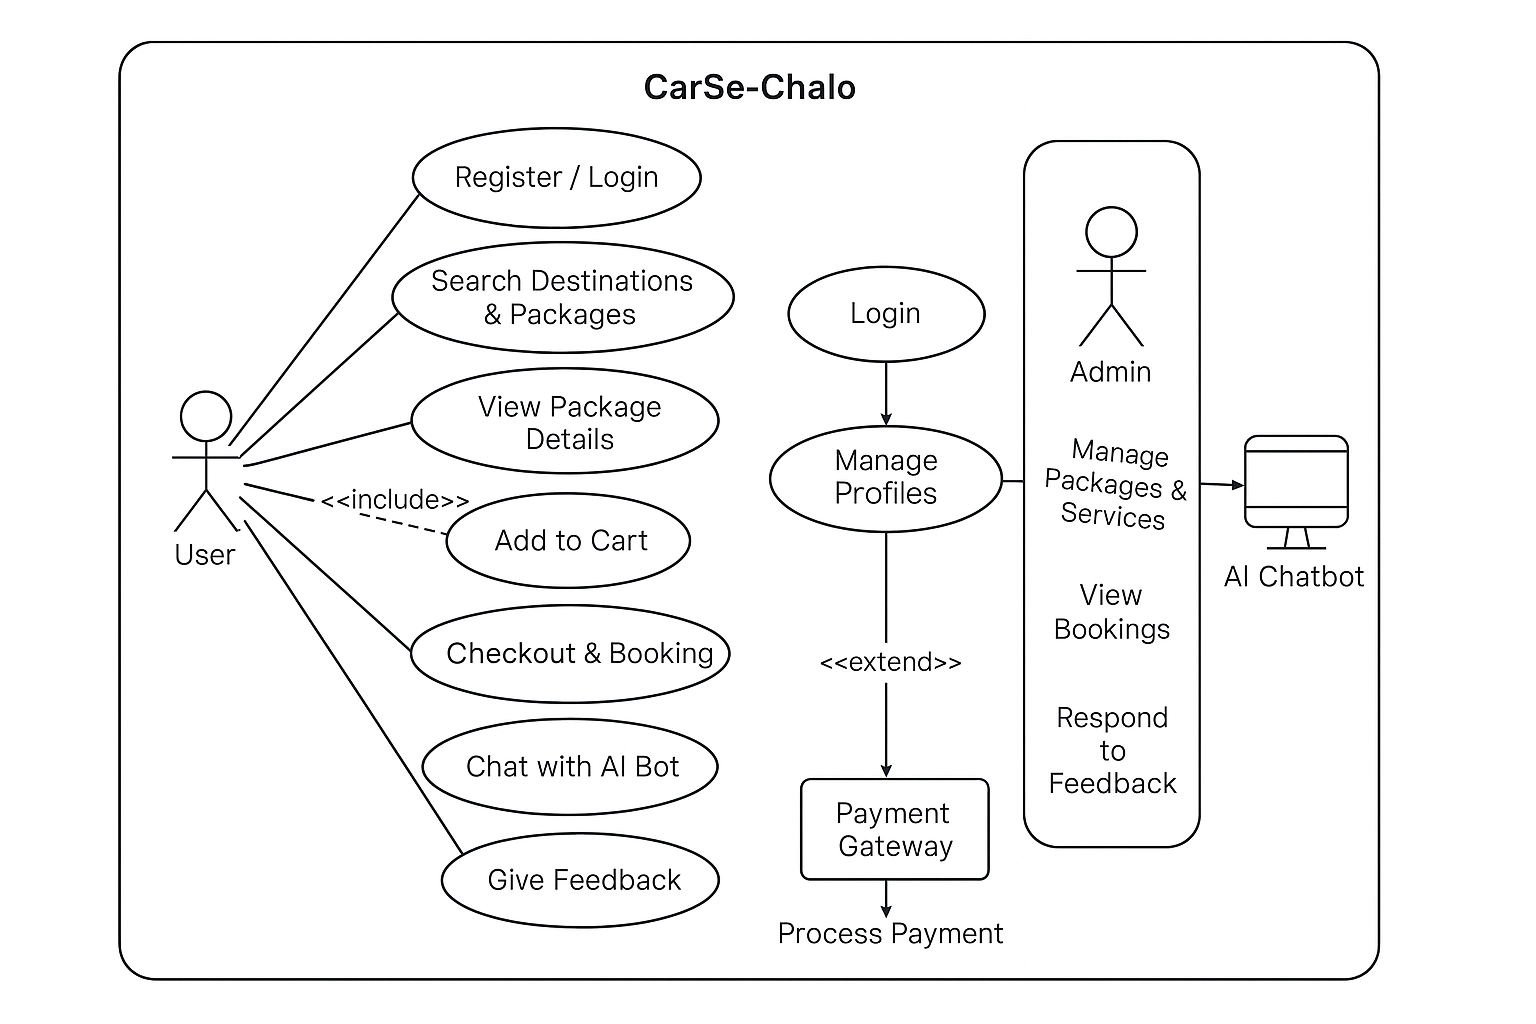 CarSe-Chalo
Register / Login
Search Destinations
& Packages
View Package
Details
<<include>>
Add to Cart
Checkout & Booking
Chat with AI Bot
Give Feedback
User
Login
Manage
Profiles
<<extend>>
Payment
Gateway
Process Payment
Admin
Manage
Packages &
Services
View
Bookings
Respond
to
Feedback
AI Chatbot